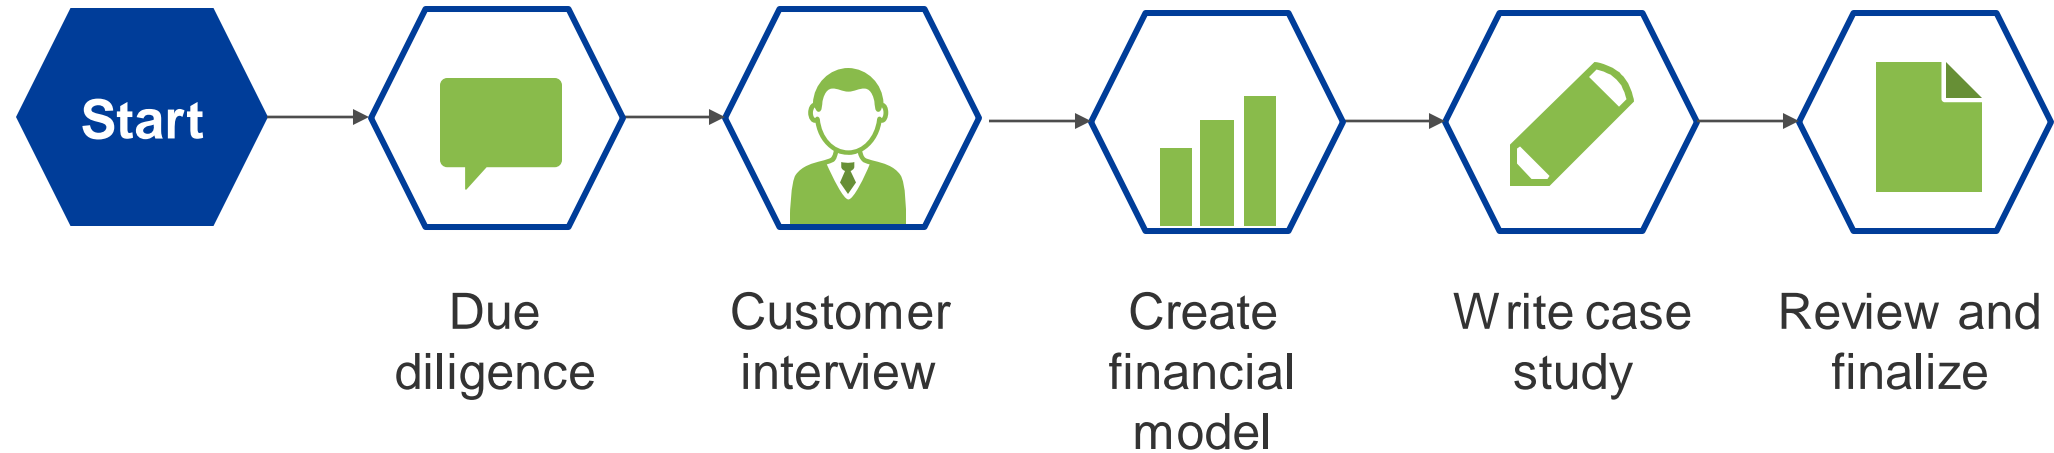 Start
Due
diligence
Customer
interview
Create
financial
model
Write case
study
Review and
finalize